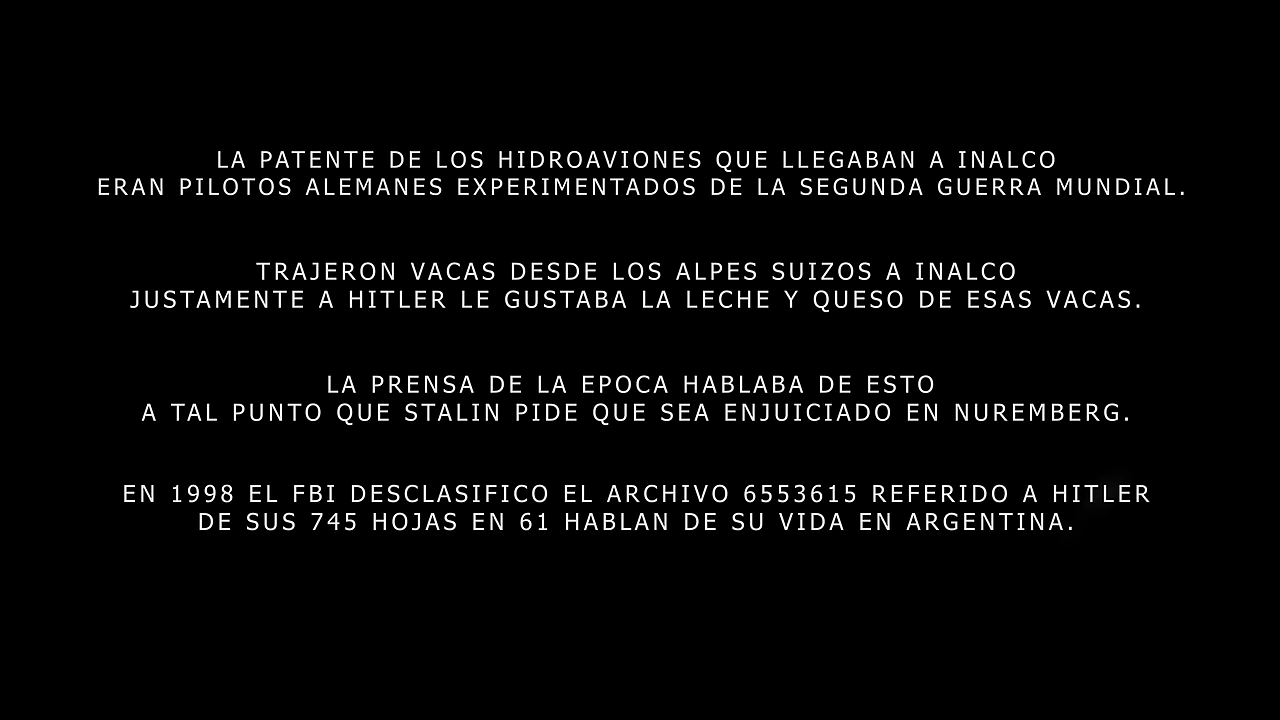 LA PATENTE DE LOS HIDROAVIONES QUE LLEGABAN A INALCO
ERAN PILOTOS ALEMANES EXPERIMENTADOS DE LA SEGUNDA GUERRA MUNDIAL.
TRAJERON VACAS DESDE LOS ALPES SUIZOS A INALCO
JUSTAMENTE A HITLER LE GUSTABA LA LECHE Y QUESO DE ESAS VACAS.
LA PRENSA DE LA EPOCA HABLABA DE ESTO
A TAL PUNTO QUE STALIN PIDE QUE SEA ENJUICIADO EN NUREMBERG.
EN 1998 EL FBI DESCLASIFICO EL ARCHIVO 6553615 REFERIDO A HITLER
DE SUS 745 HOJAS EN 61 HABLAN DE SU VIDA EN ARGENTINA.